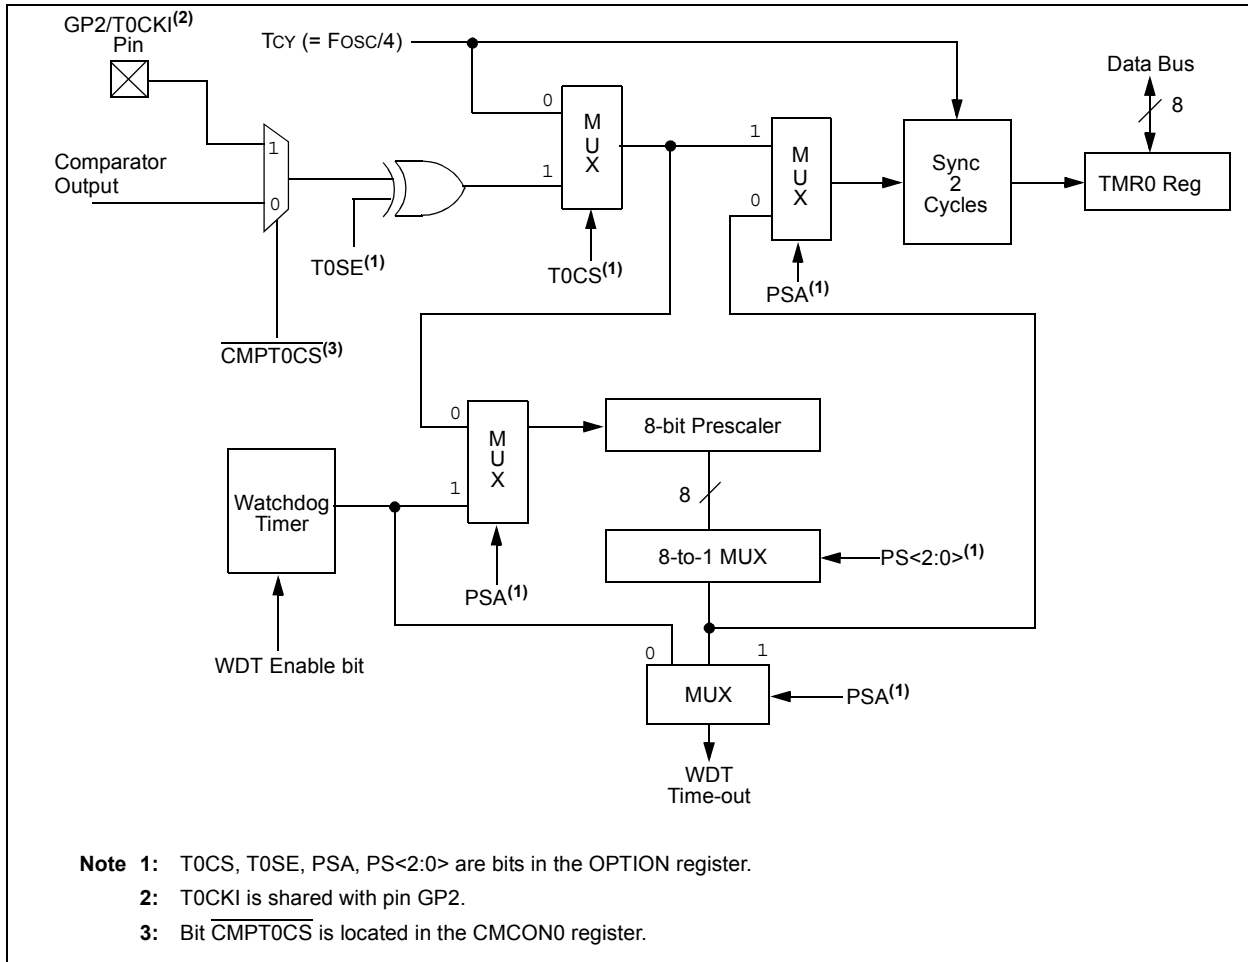 GP2/T0CKI(2)
Pin
TCY (= FOSC/4)
Data Bus
8
0
M
U
X
1
1
M
U
X
0
Sync
2
Cycles
TMR0 Reg
Comparator
Output
1
0
T0SE(1)
T0CS(1)
PSA(1)
CMPT0CS(3)
0
M
U
X
1
8-bit Prescaler
Watchdog
Timer
8
8-to-1 MUX
PS<2:0>(1)
PSA(1)
WDT Enable bit
0
1
MUX
PSA(1)
WDT
Time-out
Note 1: T0CS, T0SE, PSA, PS<2:0> are bits in the OPTION register.
2: T0CKI is shared with pin GP2.
3: Bit CMPT0CS is located in the CMCON0 register.